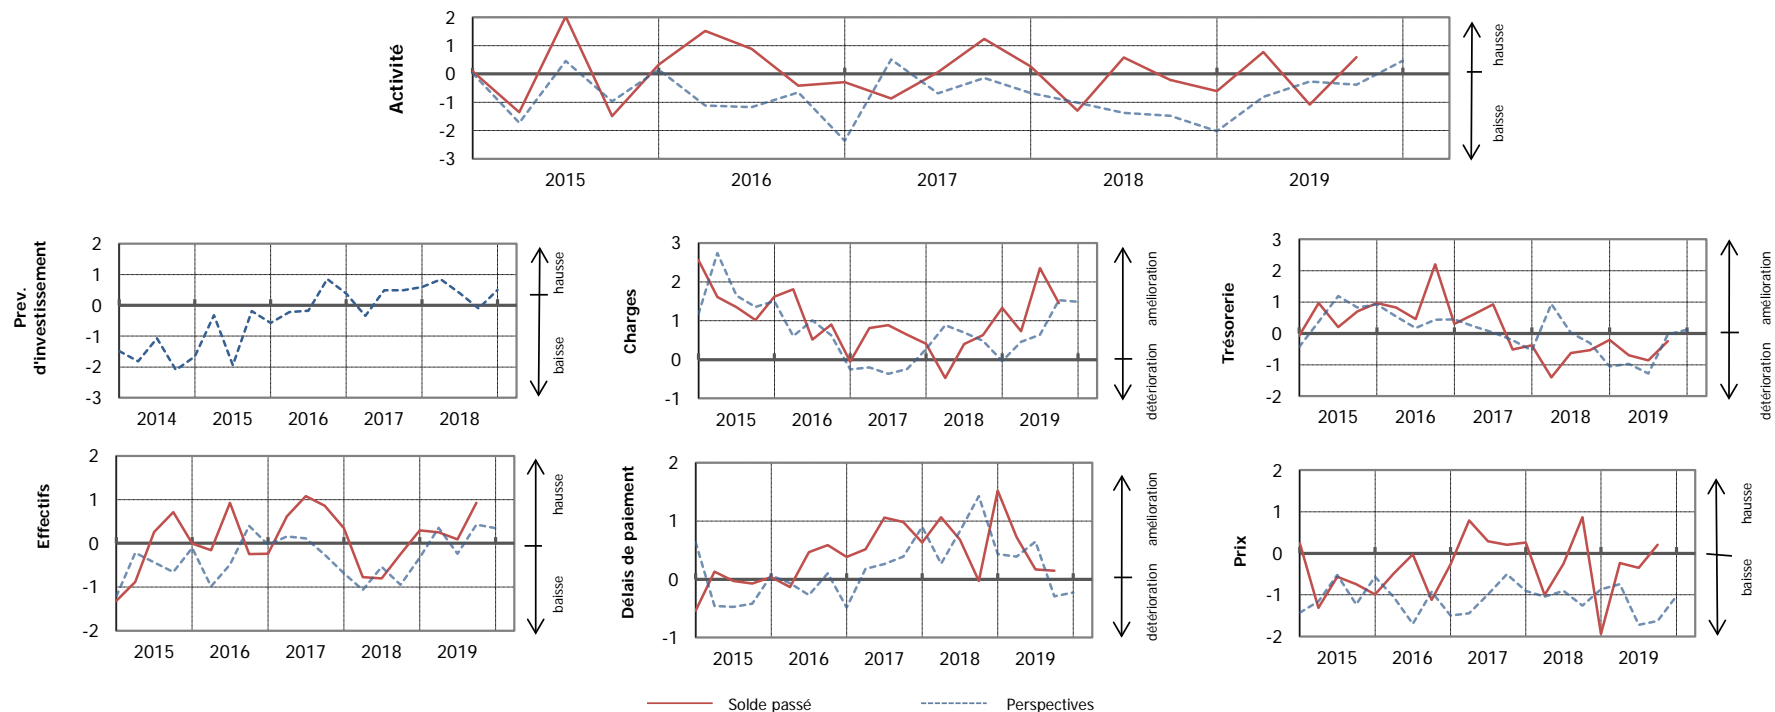 Activité
2
1
0
-1
-2
-3
2015 2016 2017 2018 2019
hausse
baisse
Prev.
d'investissement
2
1
0
-1
-2
-3
2014 2015 2016 2017 2018
hausse
baisse
Charges
3
2
1
0
-1
2015 2016 2017 2018 2019
amélioration
détérioration
Trésorerie
3
2
1
0
-1
-2
2015 2016 2017 2018 2019
amélioration
détérioration
Effectifs
2
1
0
-1
-2
2015 2016 2017 2018 2019
hausse
baisse
Délais de paiement
2
1
0
-1
2015 2016 2017 2018 2019
amélioration
détérioration
Prix
2
1
0
-1
-2
2015 2016 2017 2018 2019
hausse
baisse
Solde passé Perspectives